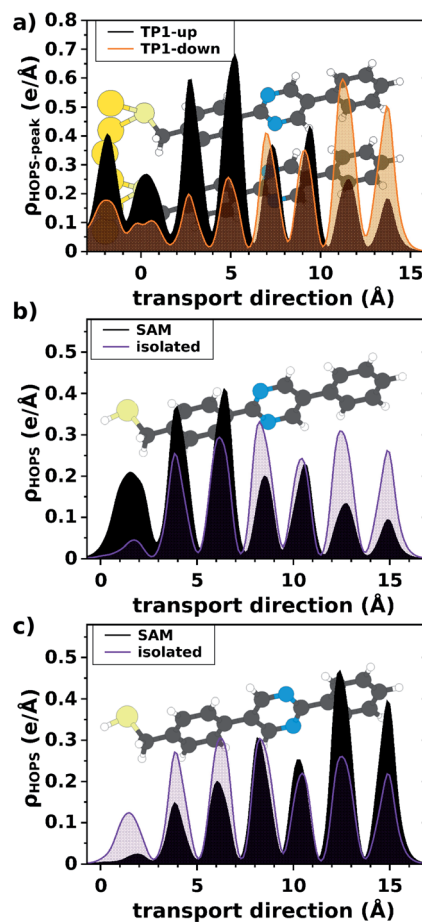 a)
TP1-up
TP1-down
ρHOPS-peak (e/Å)
0.8
0.7
0.6
0.5
0.4
0.3
0.2
0.1
0
0 5 10 15
transport direction (Å)
b)
SAM
isolated
ρHOPS (e/Å)
0.5
0.4
0.3
0.2
0.1
0
0 5 10 15
transport direction (Å)
c)
SAM
isolated
ρHOPS (e/Å)
0.5
0.4
0.3
0.2
0.1
0
0 5 10 15
transport direction (Å)